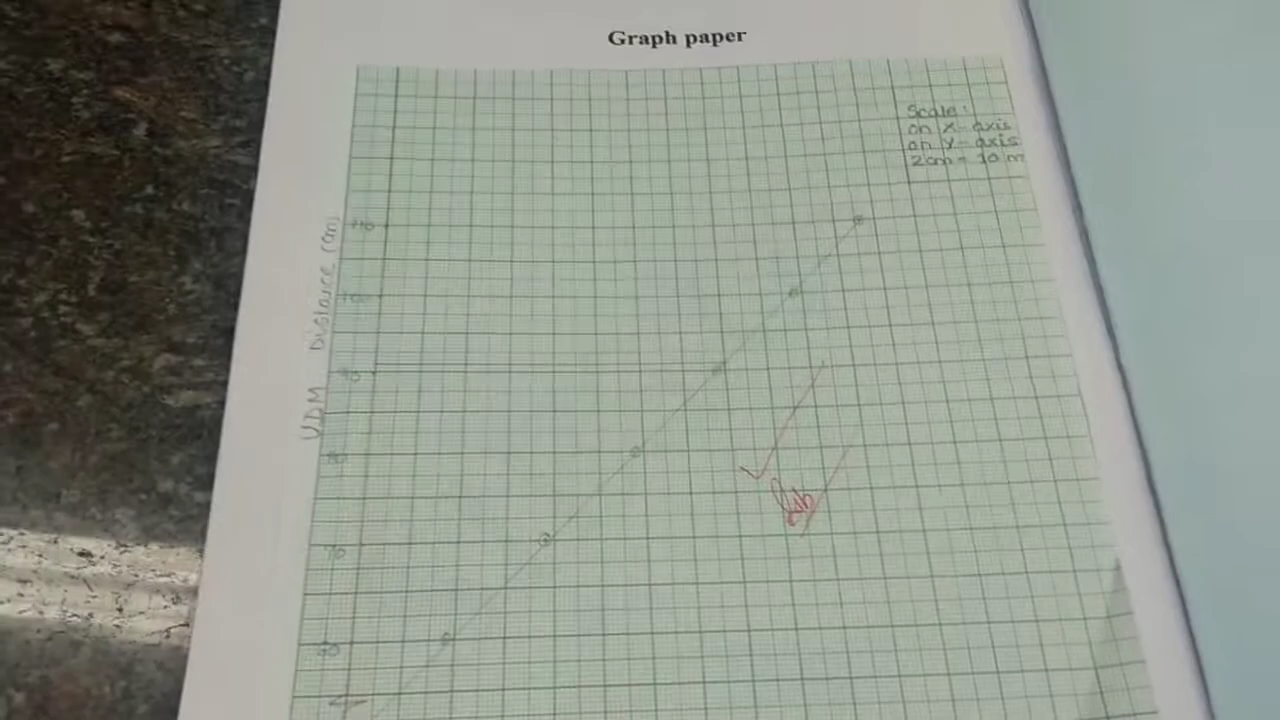 Graph paper
Scale:
on X-axis
on Y-axis
2cm = 10 m
110
100
90
80
70
60
VDM Distance (cm)